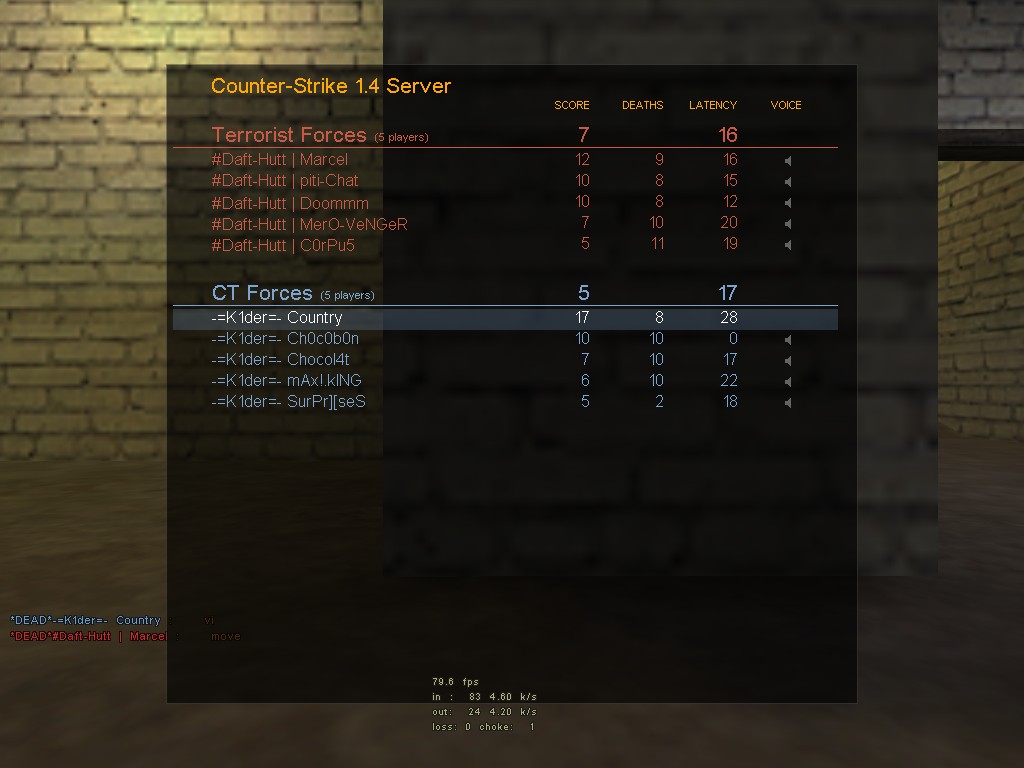 Counter-Strike 1.4 Server
SCORE DEATHS LATENCY VOICE
Terrorist Forces (5 players) 7 16
#Daft-Hutt | Marcel 12 9 16
#Daft-Hutt | piti-Chat 10 8 15
#Daft-Hutt | Doommm 10 8 12
#Daft-Hutt | MerO-VeNGeR 7 10 20
#Daft-Hutt | C0rPu5 5 11 19
CT Forces (5 players) 5 17
-=K1der=- Country 17 8 28
-=K1der=- Ch0c0b0n 10 10 0
-=K1der=- Chocol4t 7 10 17
-=K1der=- mAx!.kING 6 10 22
-=K1der=- SurPr][seS 5 2 18
*DEAD*-=K1der=- Country : vi
*DEAD*#Daft-Hutt | Marcel : move
79.6 fps
in : 83 4.60 k/s
out: 24 4.20 k/s
loss: 0 choke: 1